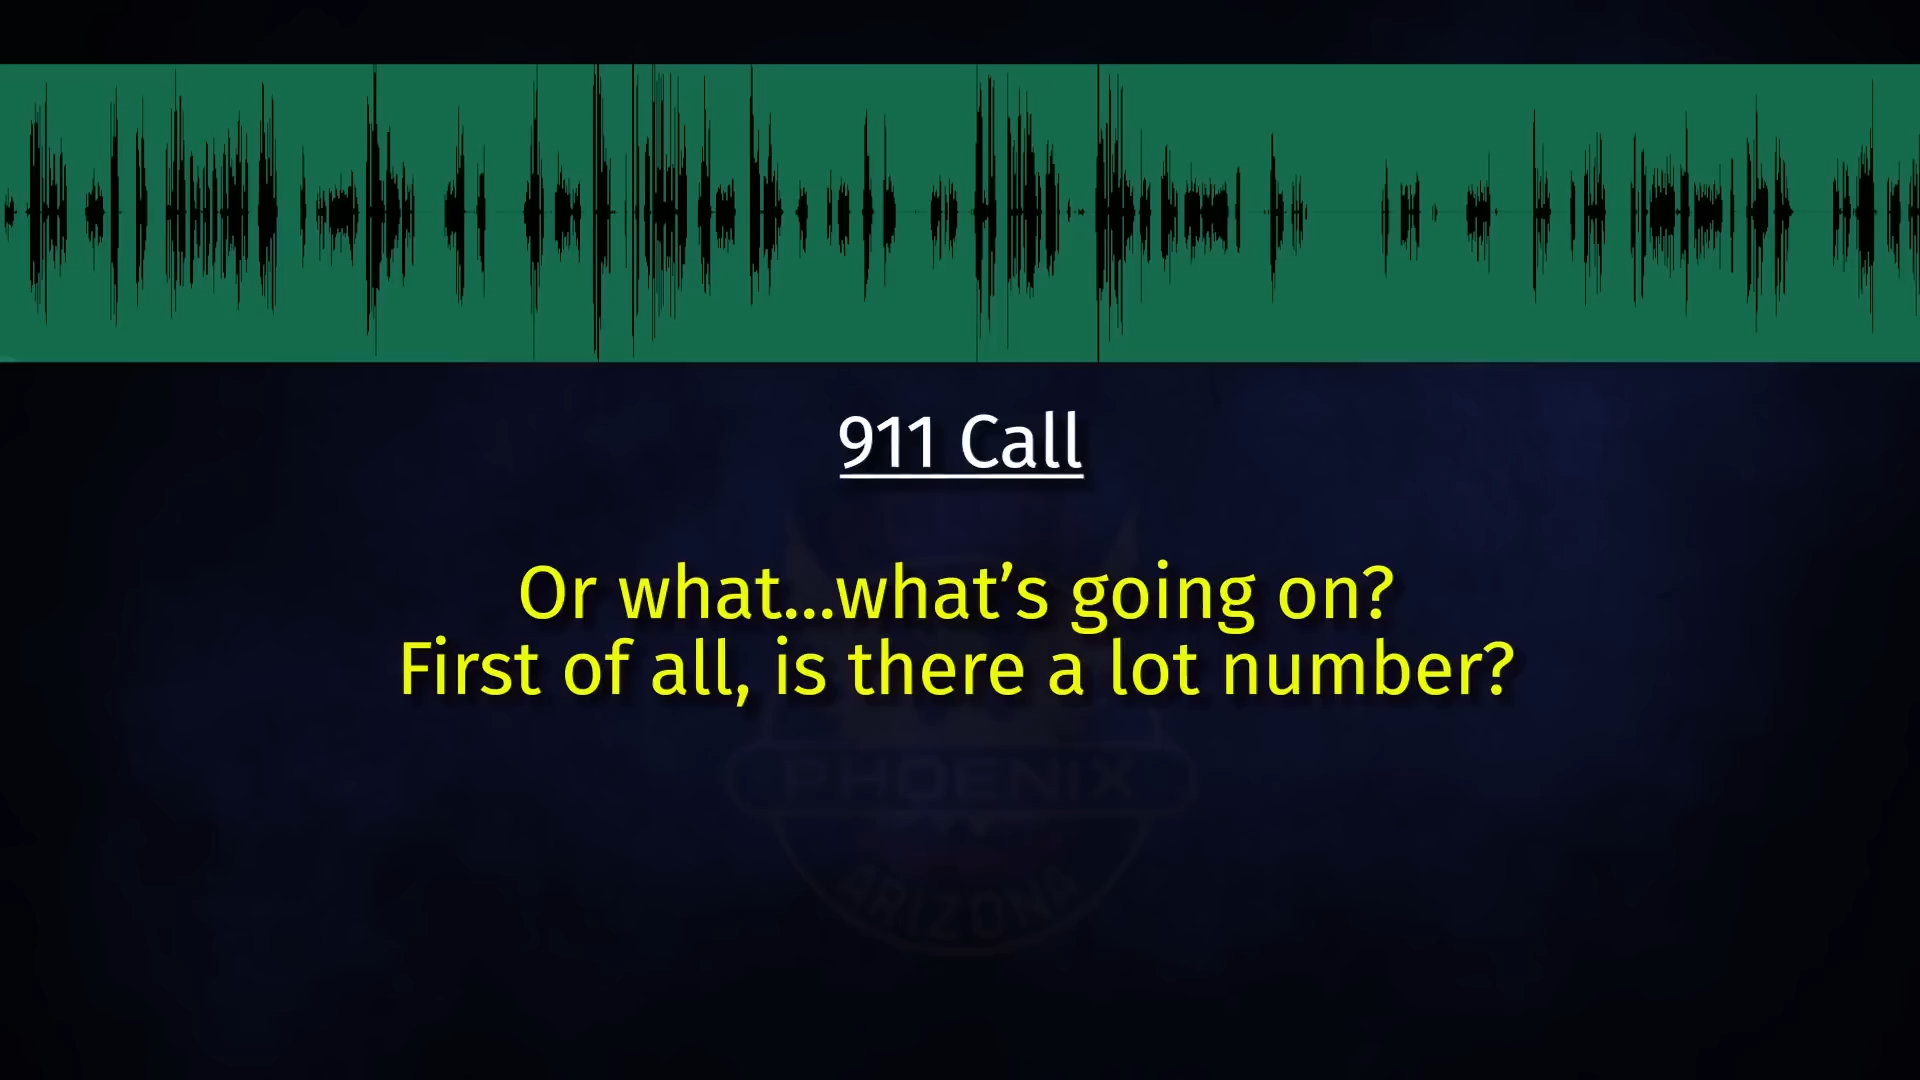 911 Call
Or what...what’s going on?
First of all, is there a lot number?
PHOENIX
ARIZONA